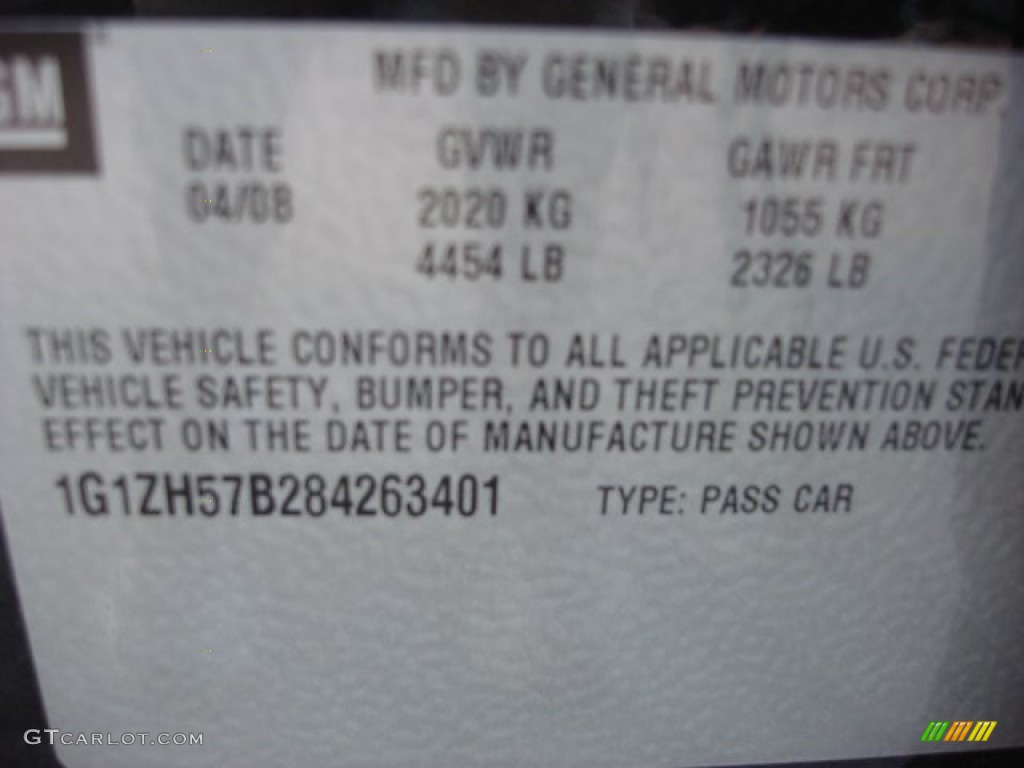 GM
MFD BY GENERAL MOTORS CORP.
DATE GVWR GAWR FRT
04/08 2020 KG 1055 KG
4454 LB 2326 LB
THIS VEHICLE CONFORMS TO ALL APPLICABLE U.S. FEDER
VEHICLE SAFETY, BUMPER, AND THEFT PREVENTION STAN
EFFECT ON THE DATE OF MANUFACTURE SHOWN ABOVE.
1G1ZH57B284263401 TYPE: PASS CAR
GTCARLOT.COM